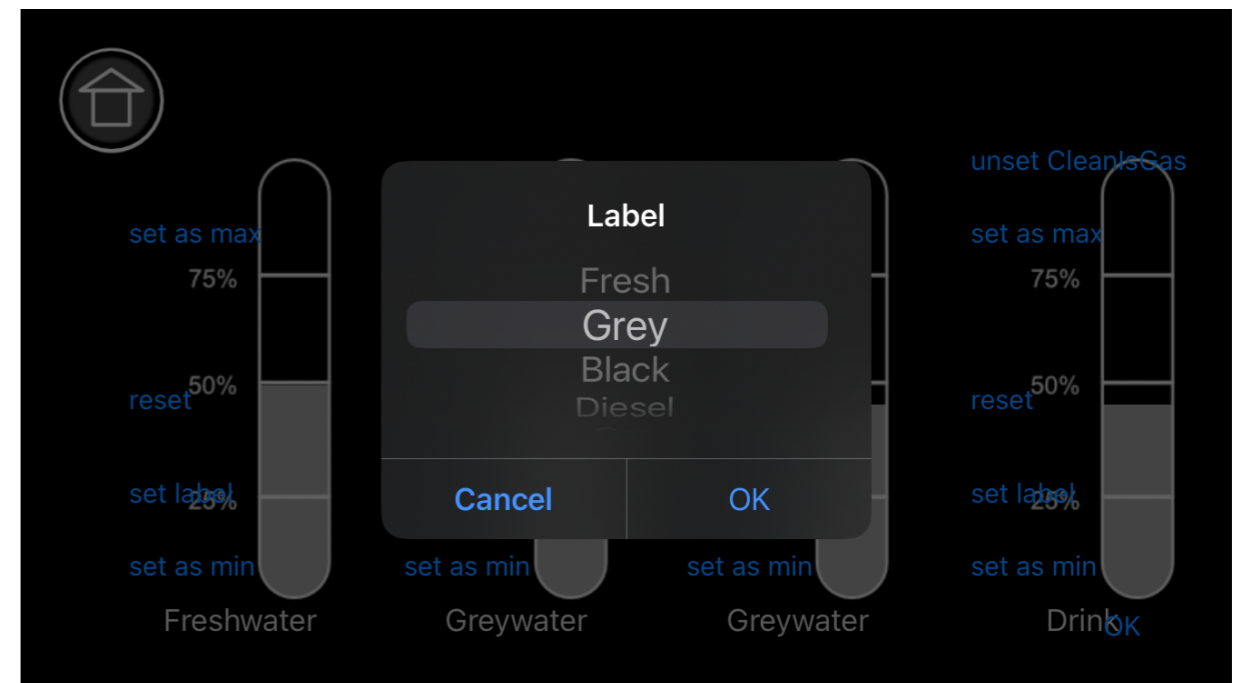 unset CleanIsGas
set as max
set as max
75%
75%
50%
50%
reset
reset
set label
25%
set label
25%
set as min
set as min
set as min
set as min
Freshwater
Greywater
Greywater
Drink
OK
Label
Fresh
Grey
Black
Diesel
Cancel
OK